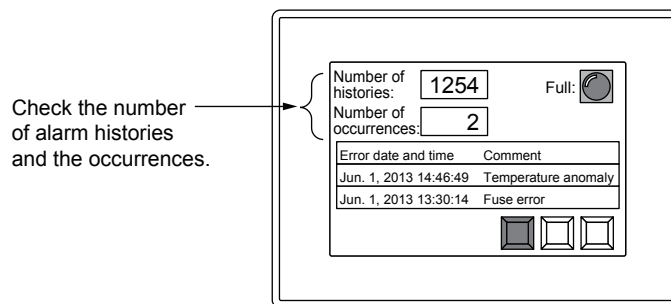 Check the number
of alarm histories
and the occurrences.
Number of
histories:
1254
Full:
Number of
occurrences:
2
Error date and time Comment
Jun. 1, 2013 14:46:49 Temperature anomaly
Jun. 1, 2013 13:30:14 Fuse error